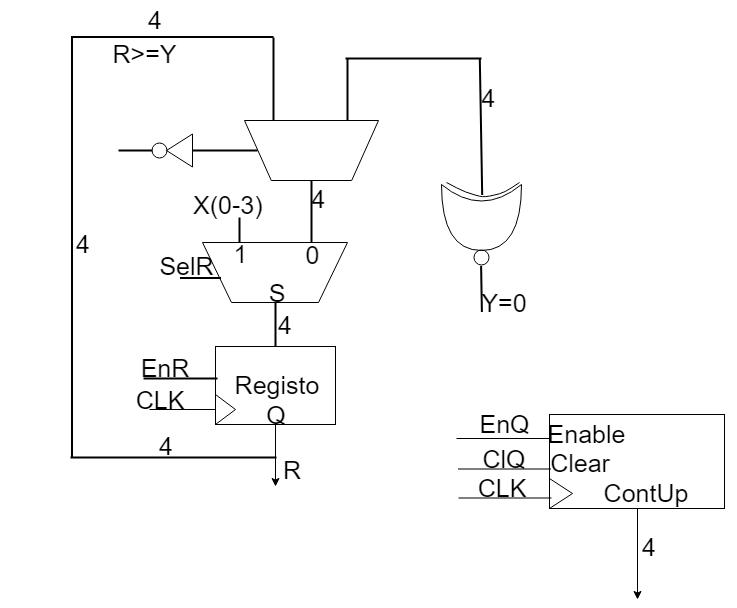 4
R>=Y
4
4
X(0-3)
1 0
4
SelR
S
4
Y=0
EnR
Registo
CLK
Q
EnQ
Enable
4
ClQ
Clear
R
CLK
ContUp
4